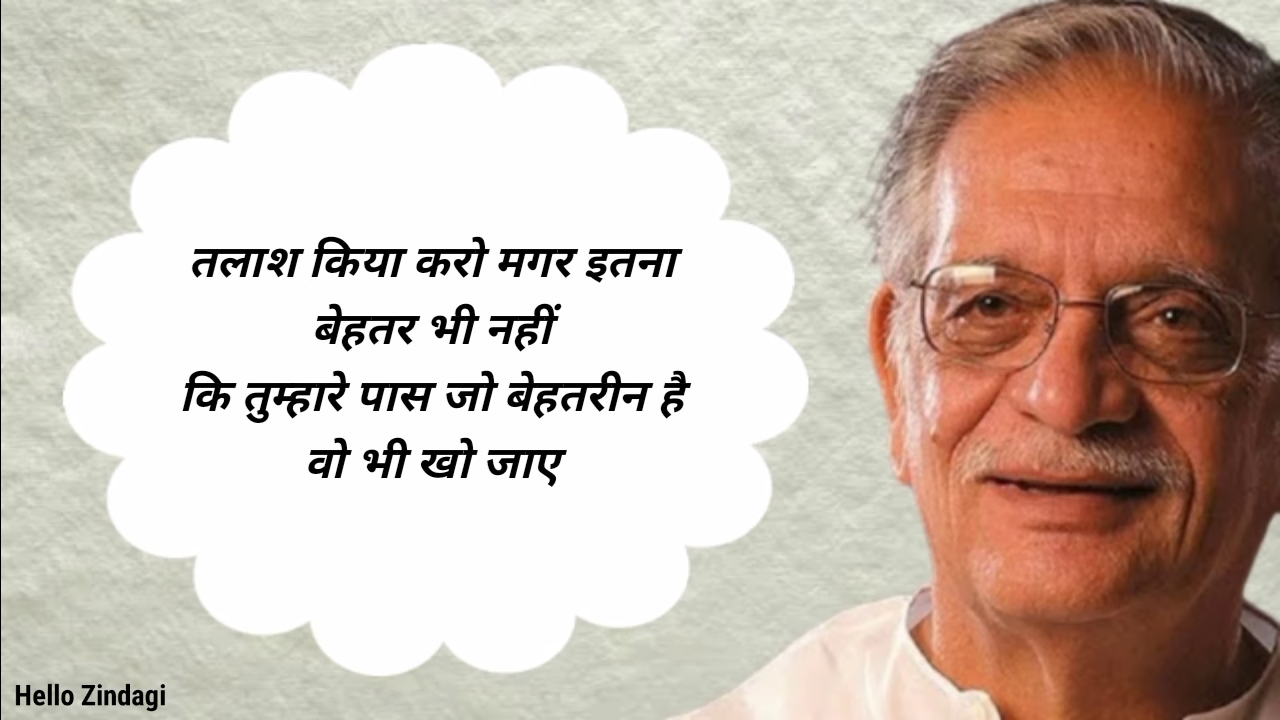 तलाश किया करो मगर इतना
बेहतर भी नहीं
कि तुम्हारे पास जो बेहतरीन है
वो भी खो जाए
Hello Zindagi